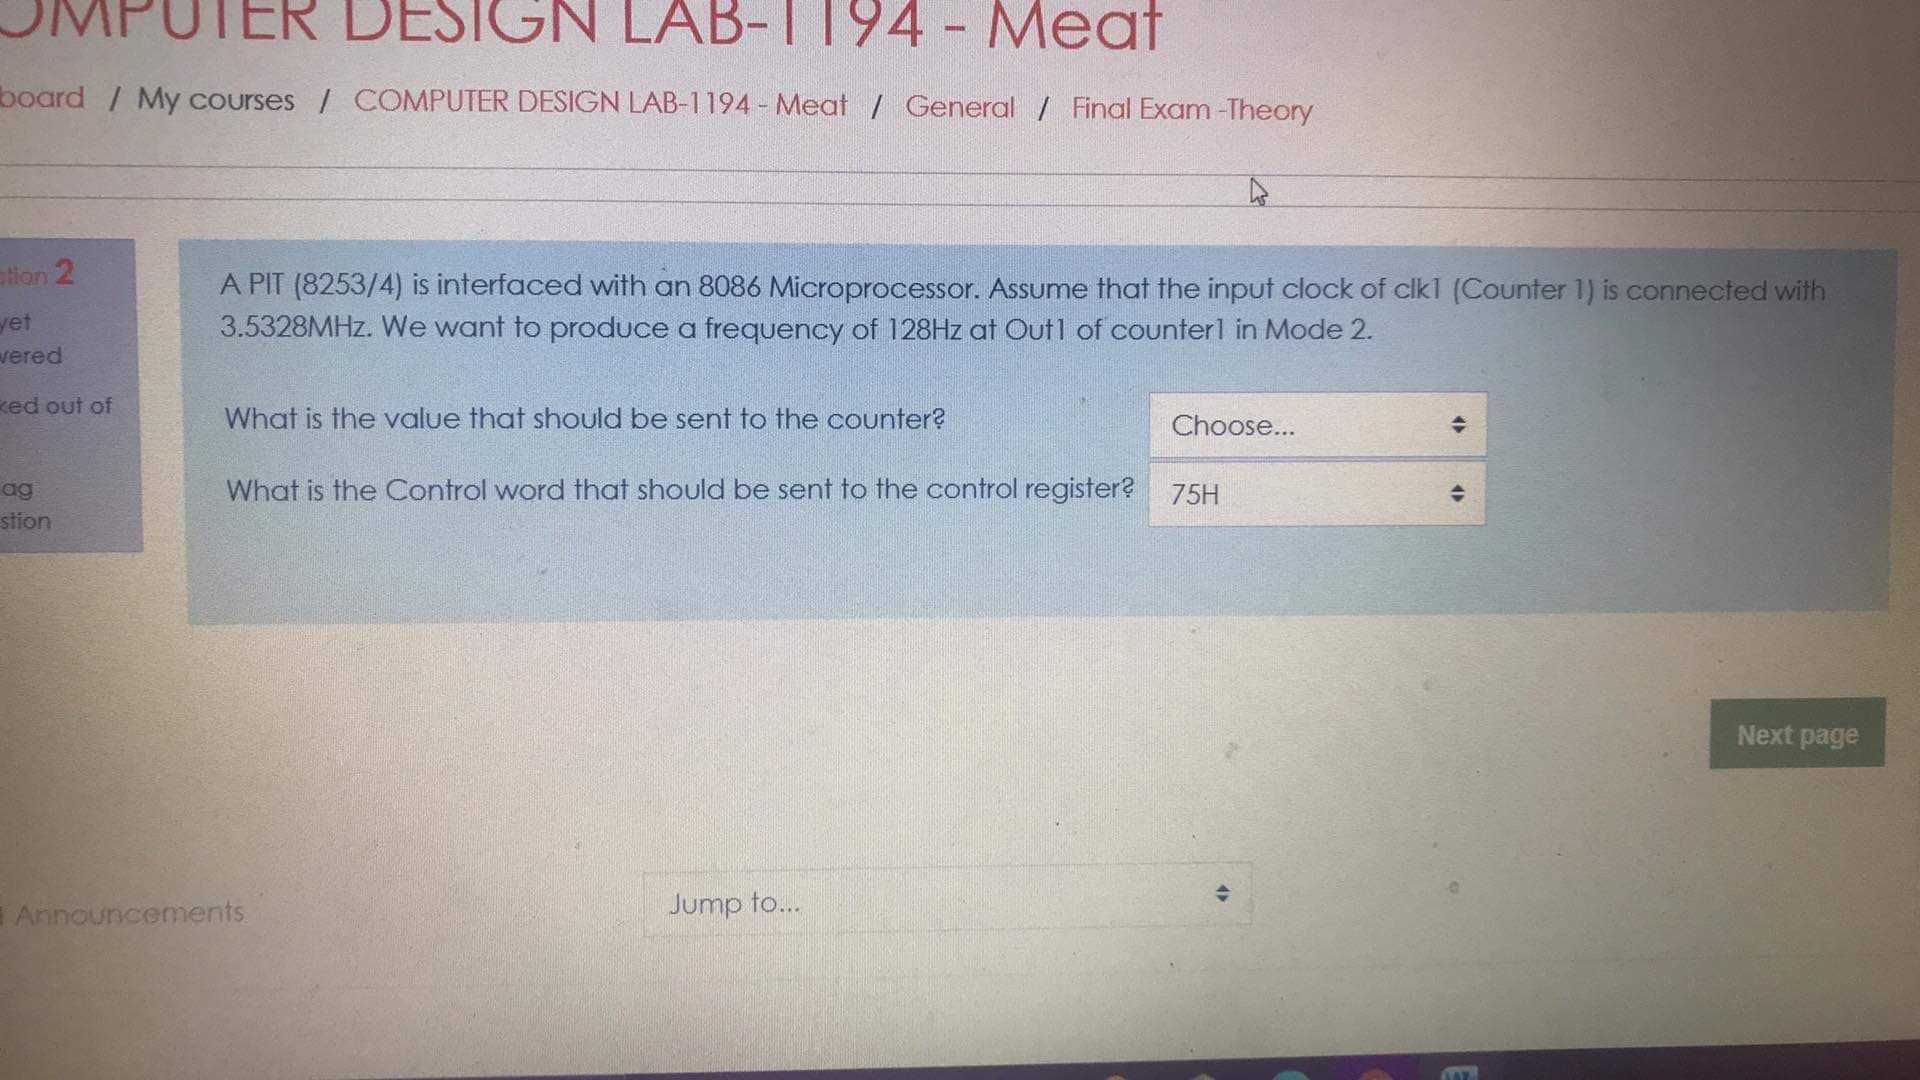 OMPUTER DESIGN LAB-1194 - Meat
board / My courses / COMPUTER DESIGN LAB-1194 - Meat / General / Final Exam -Theory
stion 2
yet
wered
ked out of
ag
stion
A PIT (8253/4) is interfaced with an 8086 Microprocessor. Assume that the input clock of clk1 (Counter 1) is connected with
3.5328MHz. We want to produce a frequency of 128Hz at Out1 of counter1 in Mode 2.
What is the value that should be sent to the counter? Choose...
What is the Control word that should be sent to the control register? 75H
Next page
Announcements
Jump to...